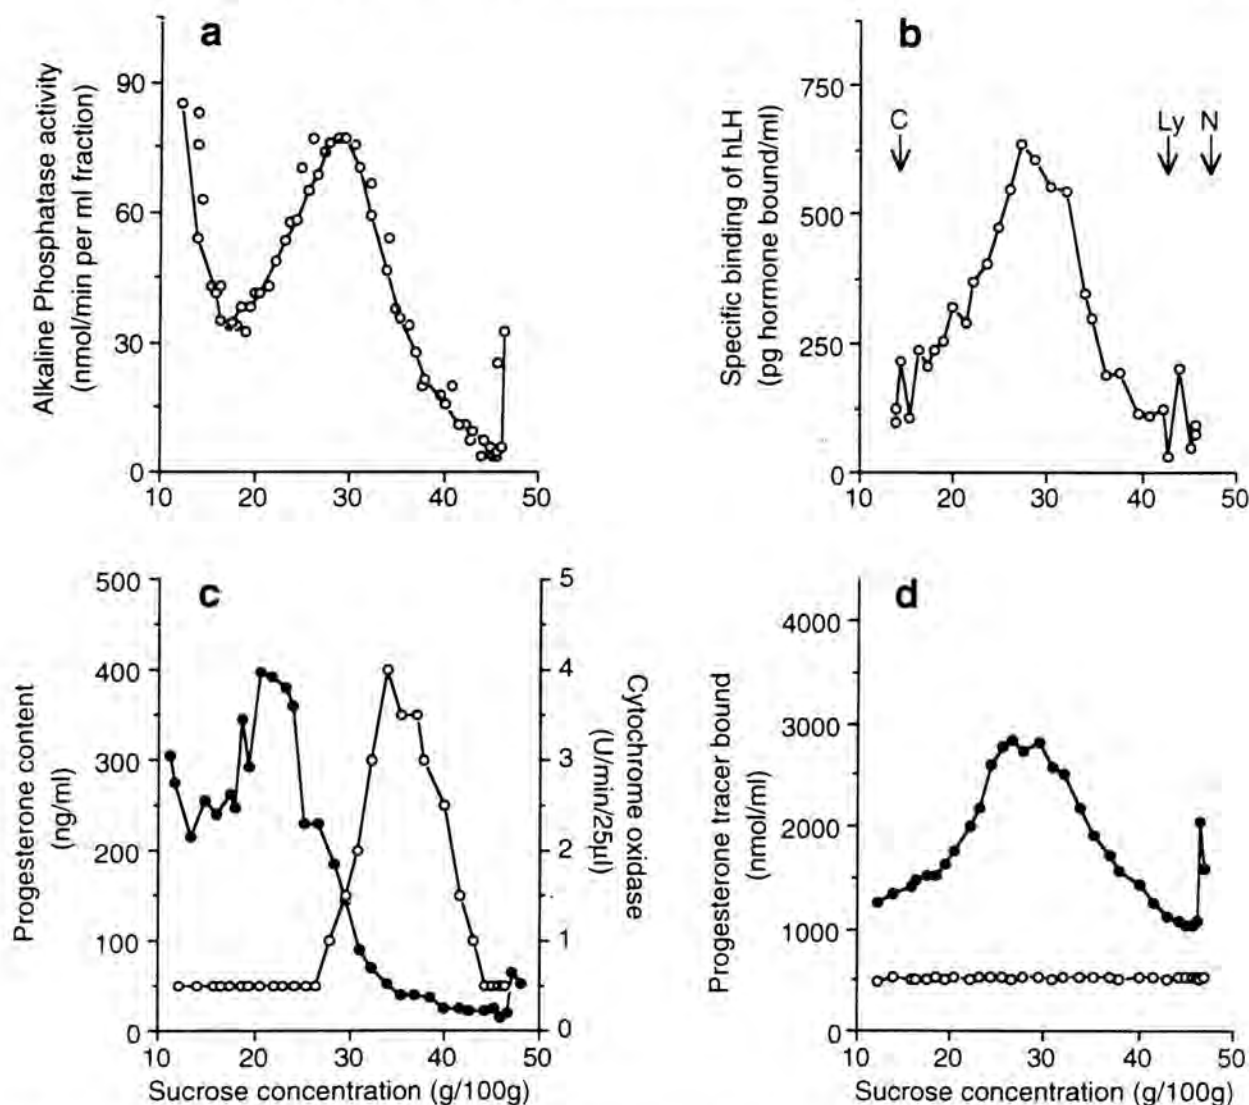 a
Alkaline Phosphatase activity
(nmol/min per ml fraction)
90
60
30
0
10 20 30 40 50
b
Specific binding of hLH
(pg hormone bound/ml)
750
500
250
0
C Ly N
10 20 30 40 50
c
Progesterone content
(ng/ml)
500
400
300
200
100
0
5
4
3
2
1
0
Cytochrome oxidase
(U/min/25µl)
10 20 30 40 50
Sucrose concentration (g/100g)
d
Progesterone tracer bound
(nmol/ml)
4000
3000
2000
1000
0
10 20 30 40 50
Sucrose concentration (g/100g)